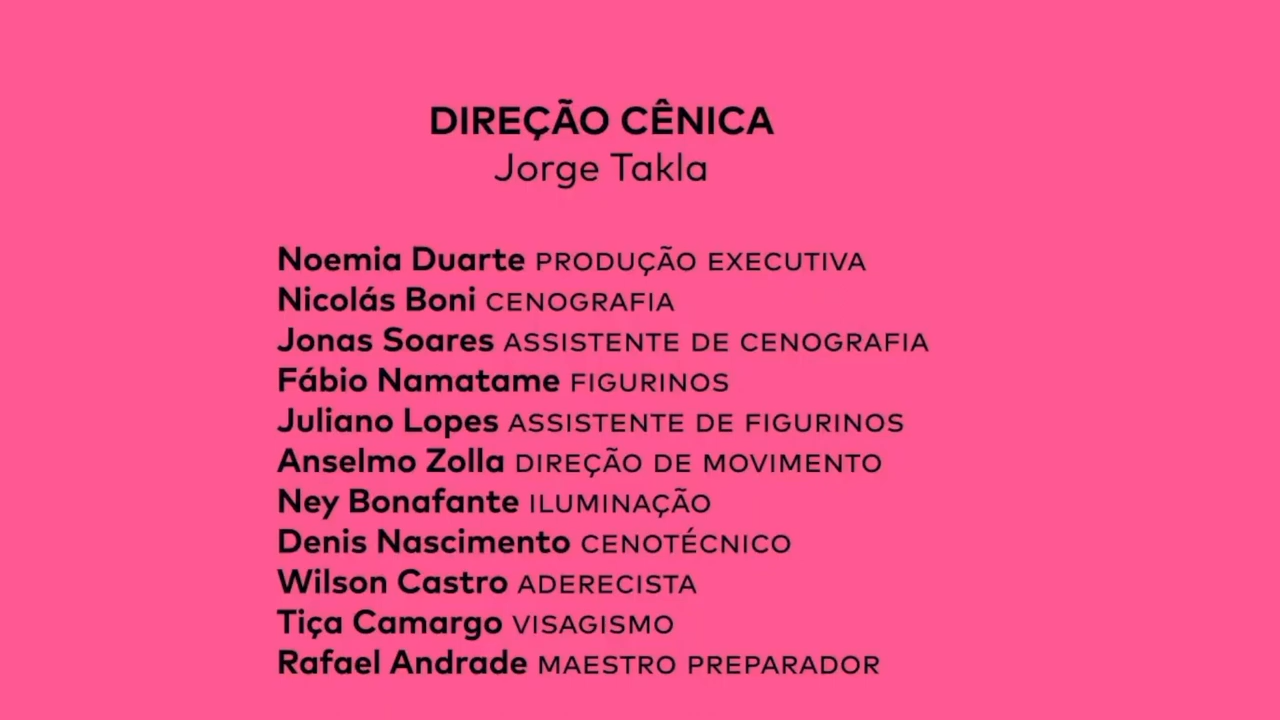 DIREÇÃO CÊNICA
Jorge Takla
Noemia Duarte PRODUÇÃO EXECUTIVA
Nicolás Boni CENOGRAFIA
Jonas Soares ASSISTENTE DE CENOGRAFIA
Fábio Namatame FIGURINOS
Juliano Lopes ASSISTENTE DE FIGURINOS
Anselmo Zolla DIREÇÃO DE MOVIMENTO
Ney Bonafante ILUMINAÇÃO
Denis Nascimento CENOTÉCNICO
Wilson Castro ADERECISTA
Tiça Camargo VISAGISMO
Rafael Andrade MAESTRO PREPARADOR